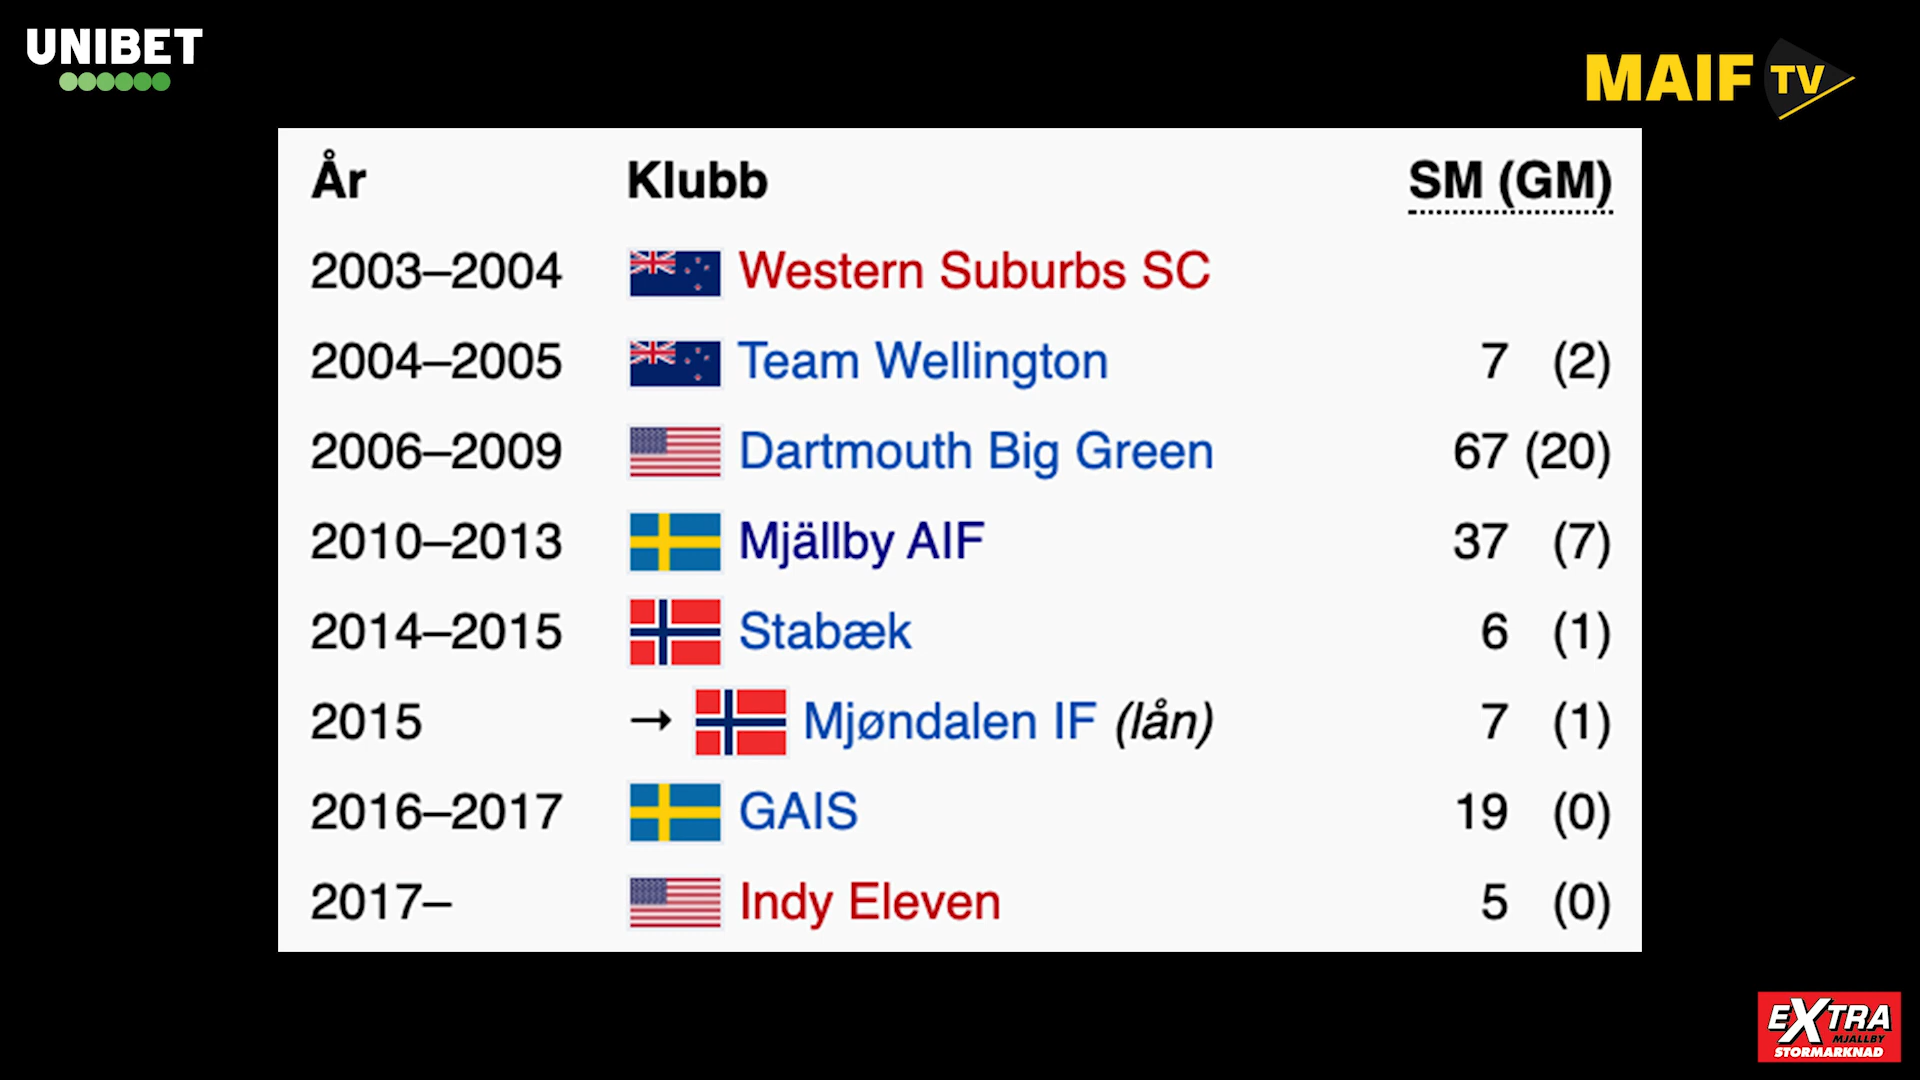 UNIBET
MAIF TV
År Klubb SM (GM)
2003–2004 Western Suburbs SC
2004–2005 Team Wellington 7 (2)
2006–2009 Dartmouth Big Green 67 (20)
2010–2013 Mjällby AIF 37 (7)
2014–2015 Stabæk 6 (1)
2015 → Mjøndalen IF (lån) 7 (1)
2016–2017 GAIS 19 (0)
2017– Indy Eleven 5 (0)
EXTRA
MJÄLLBY
STORMARKNAD